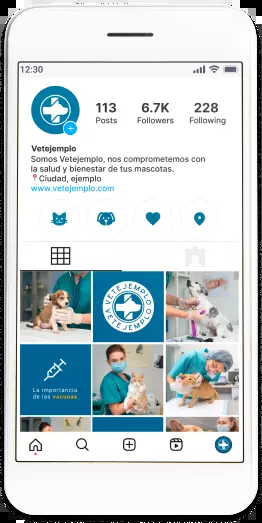 12:30
113
6.7K
228
Posts
Followers
Following
Vetejemplo
Somos Vetejemplo, nos comprometemos con
la salud y bienestar de tus mascotas.
Ciudad, ejemplo
www.vetejemplo.com
VETEJEMPLO
VETEJEMPLO
La importancia
de las vacunas